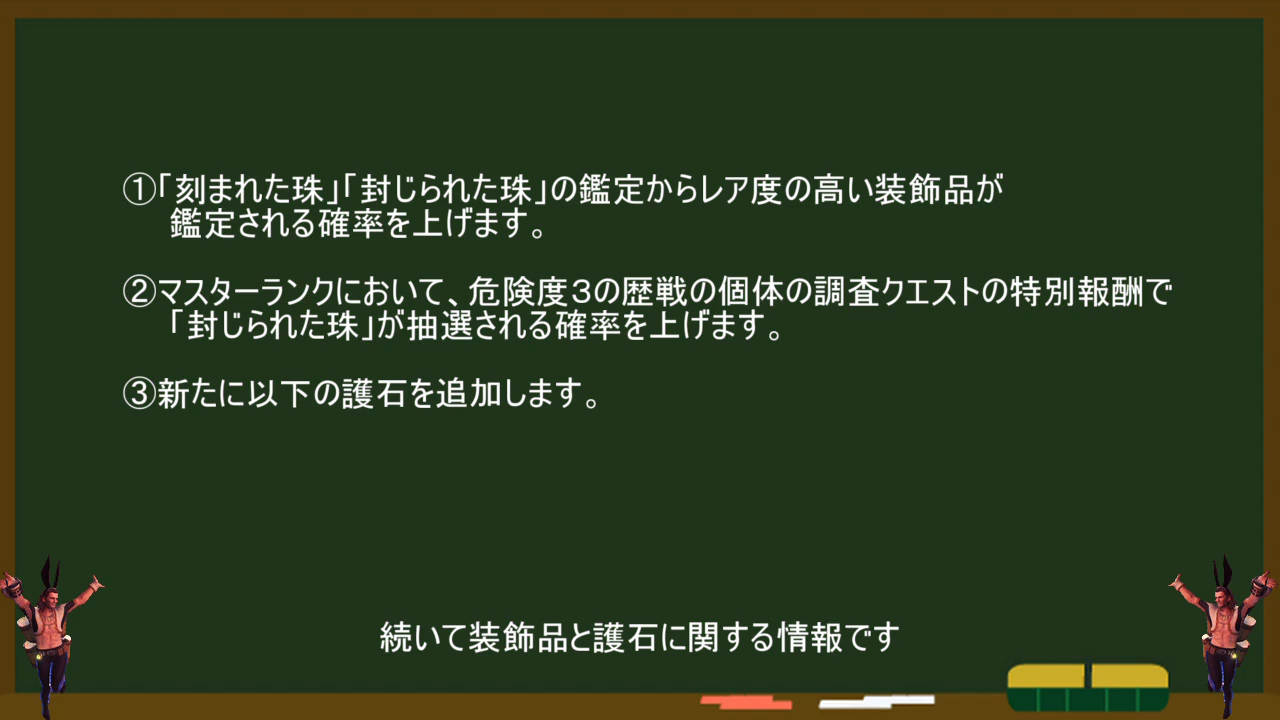 ①「刻まれた珠」「封じられた珠」の鑑定からレア度の高い装飾品が
鑑定される確率を上げます。
②マスターランクにおいて、危険度３の歴戦の個体の調査クエストの特別報酬で
「封じられた珠」が抽選される確率を上げます。
③新たに以下の護石を追加します。
続いて装飾品と護石に関する情報です